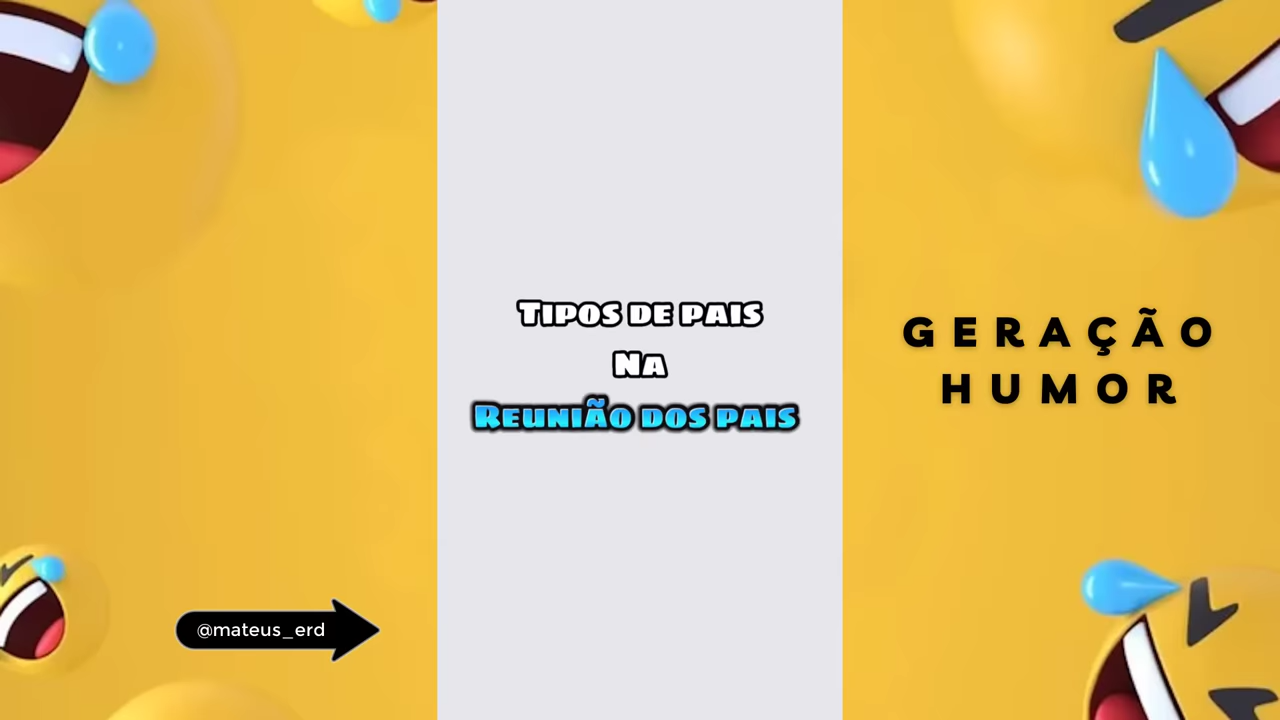 Tipos de pais
Na
Reunião dos pais
GERAÇÃO
HUMOR
@mateus_erd